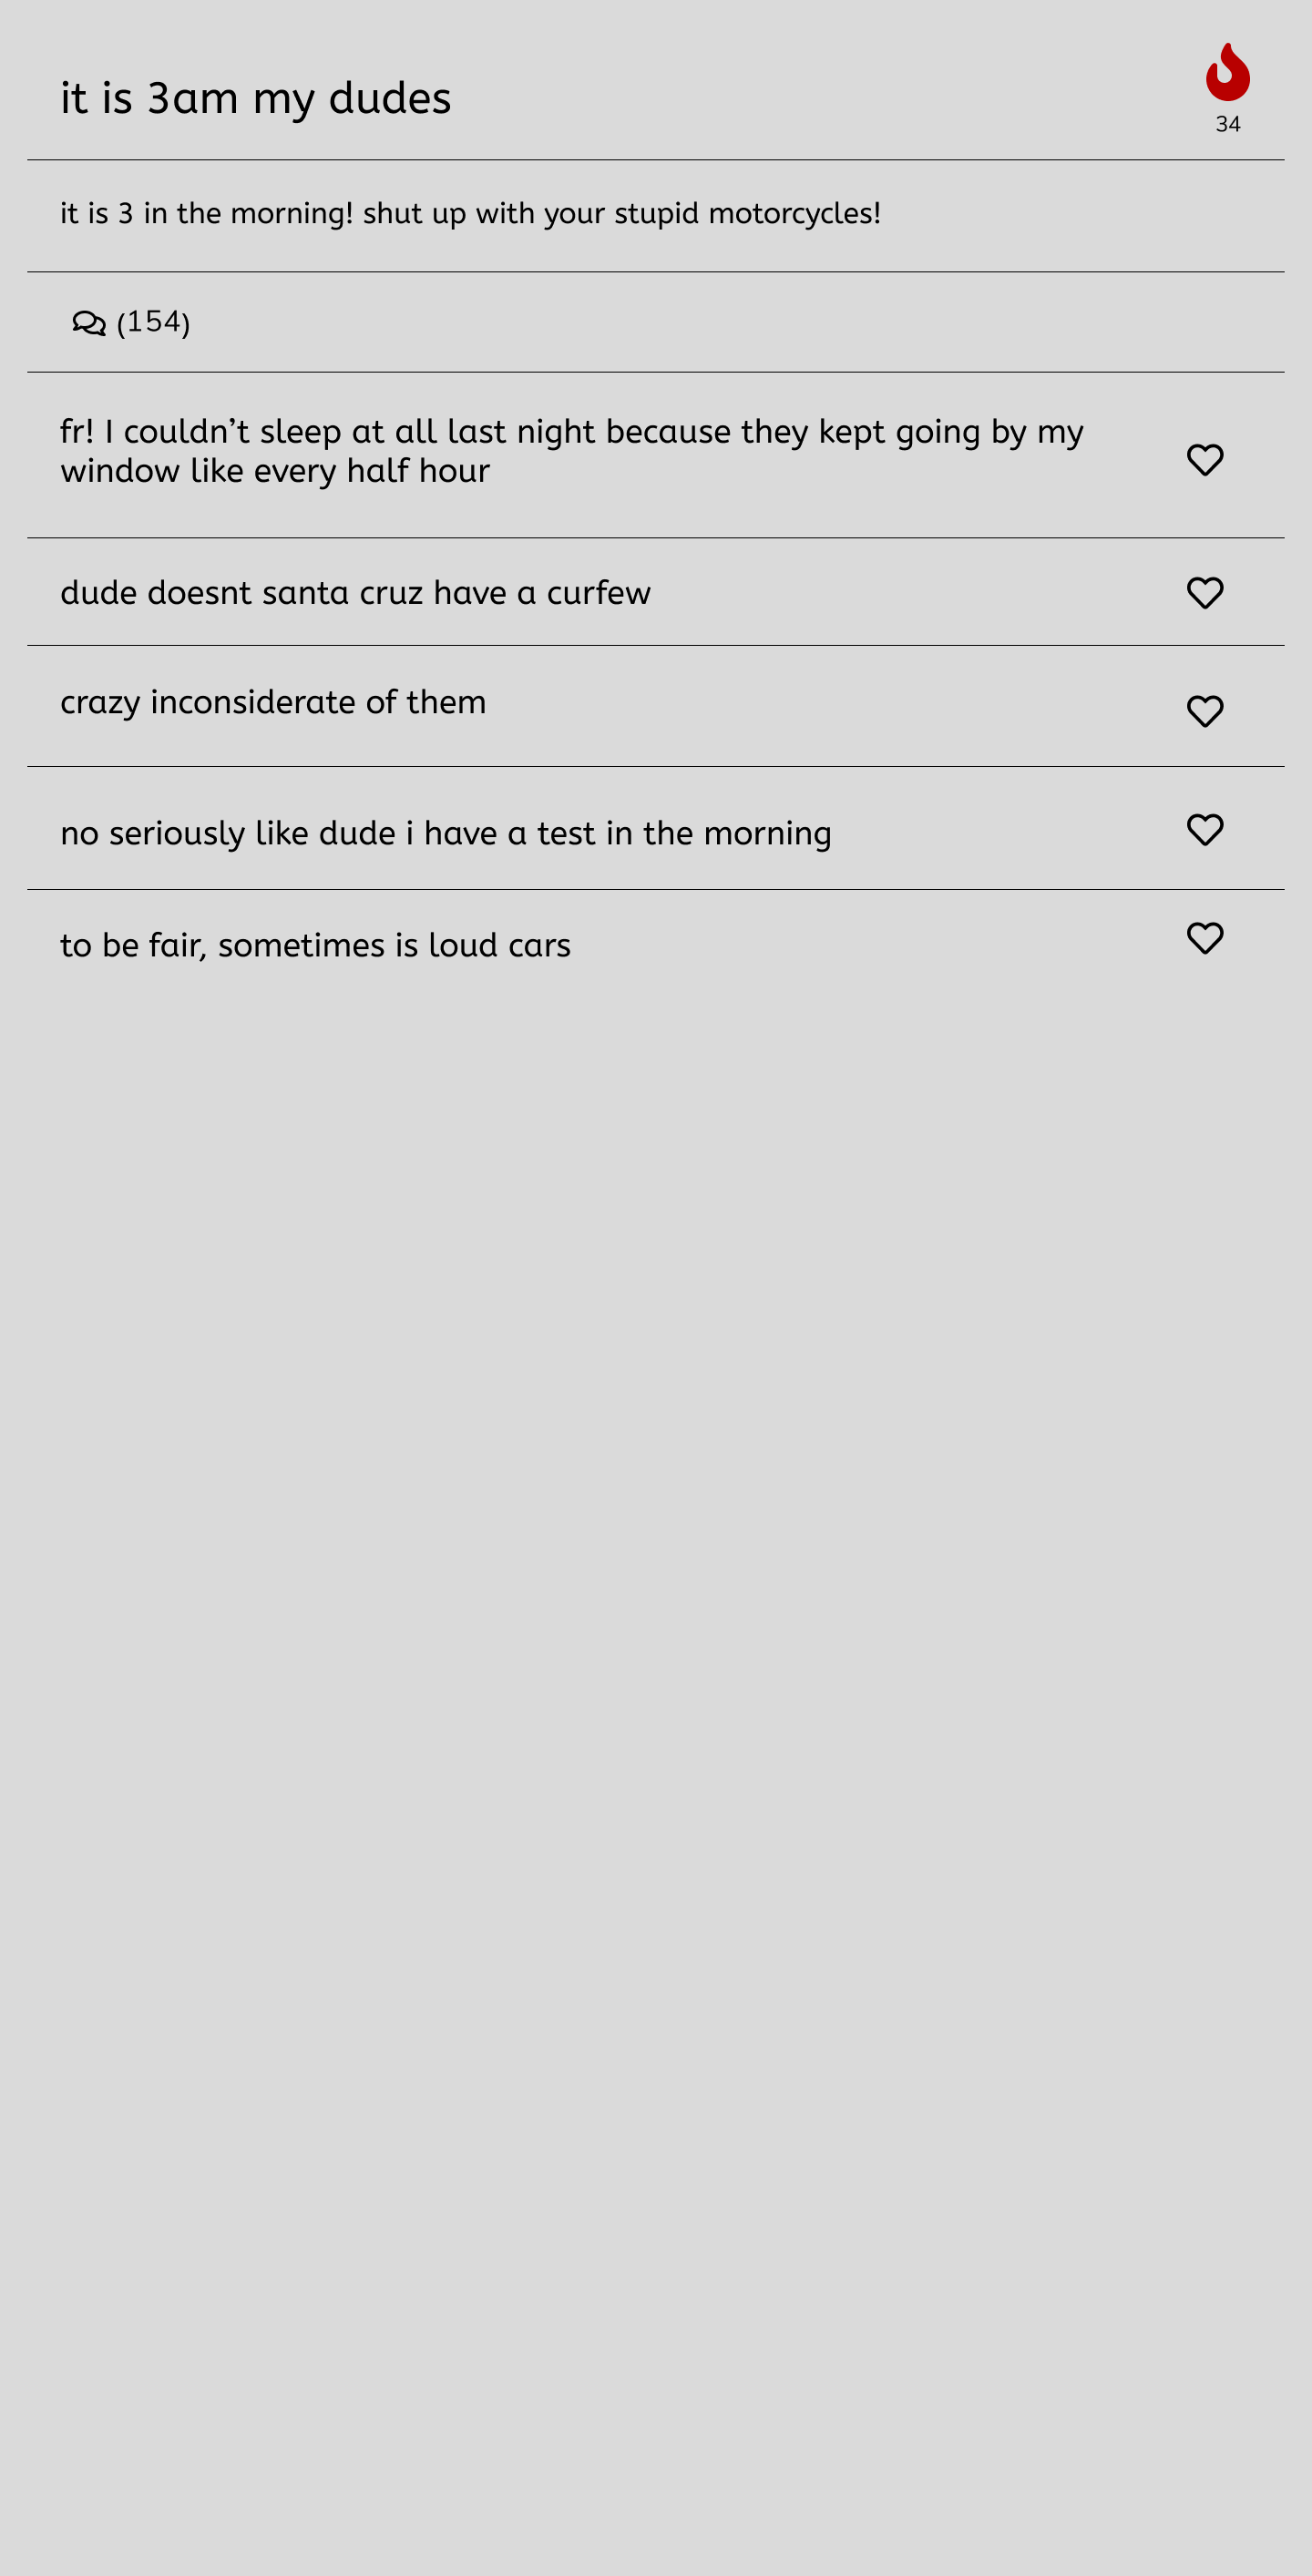 it is 3am my dudes
34
it is 3 in the morning! shut up with your stupid motorcycles!
(154)
fr! I couldn’t sleep at all last night because they kept going by my
window like every half hour
dude doesnt santa cruz have a curfew
crazy inconsiderate of them
no seriously like dude i have a test in the morning
to be fair, sometimes is loud cars